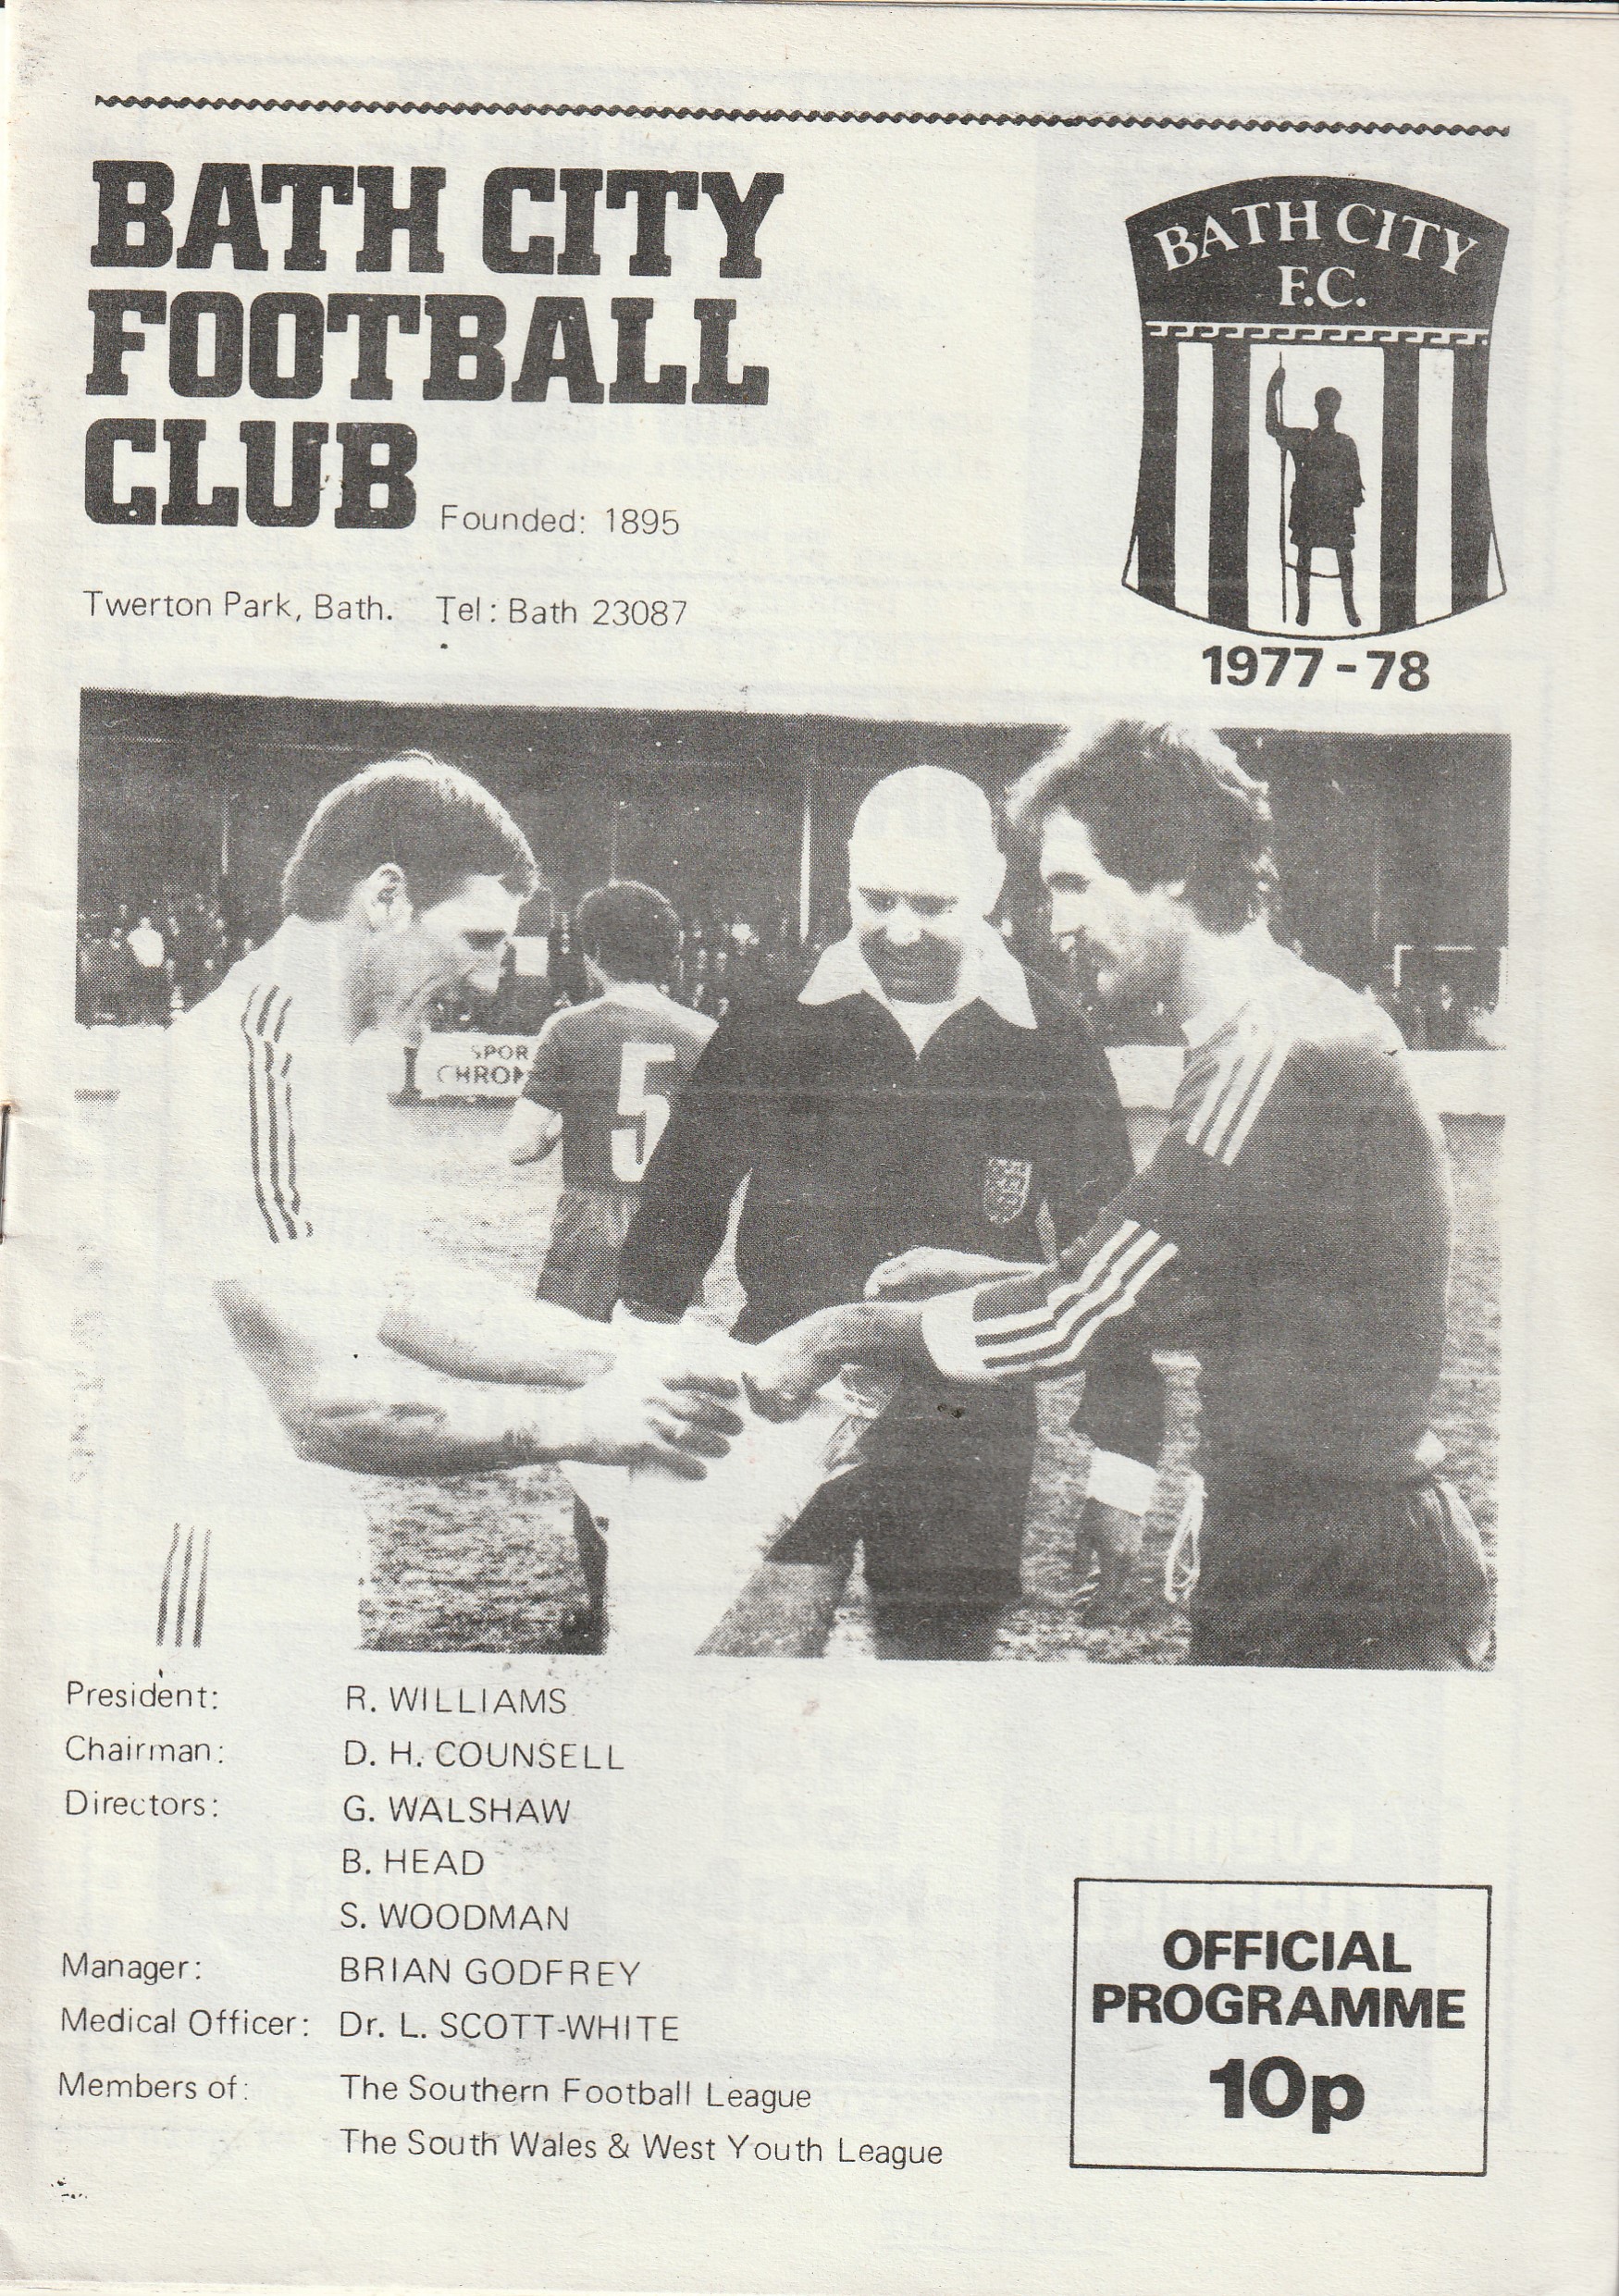 BATH CITY
FOOTBALL
CLUB Founded: 1895
Twerton Park, Bath. Tel: Bath 23087
BATH CITY
F.C.
1977-78
SPOR
CHRON
5
President: R. WILLIAMS
Chairman: D. H. COUNSELL
Directors: G. WALSHAW
B. HEAD
S. WOODMAN
Manager: BRIAN GODFREY
Medical Officer: Dr. L. SCOTT-WHITE
Members of: The Southern Football League
The South Wales & West Youth League
OFFICIAL
PROGRAMME
10p